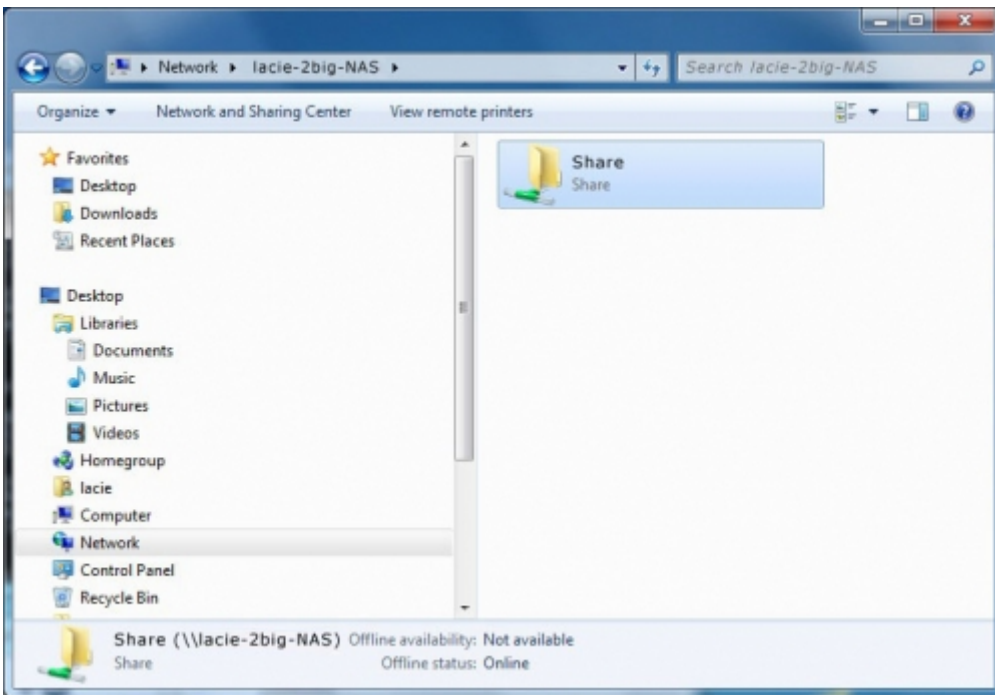 Network lacie-2big-NAS
Search lacie-2big-NAS
Organize Network and Sharing Center View remote printers
Favorites
Desktop
Downloads
Recent Places
Desktop
Libraries
Documents
Music
Pictures
Videos
Homegroup
lacie
Computer
Network
Control Panel
Recycle Bin
Share
Share
Share (\\lacie-2big-NAS) Offline availability: Not available
Share Offline status: Online